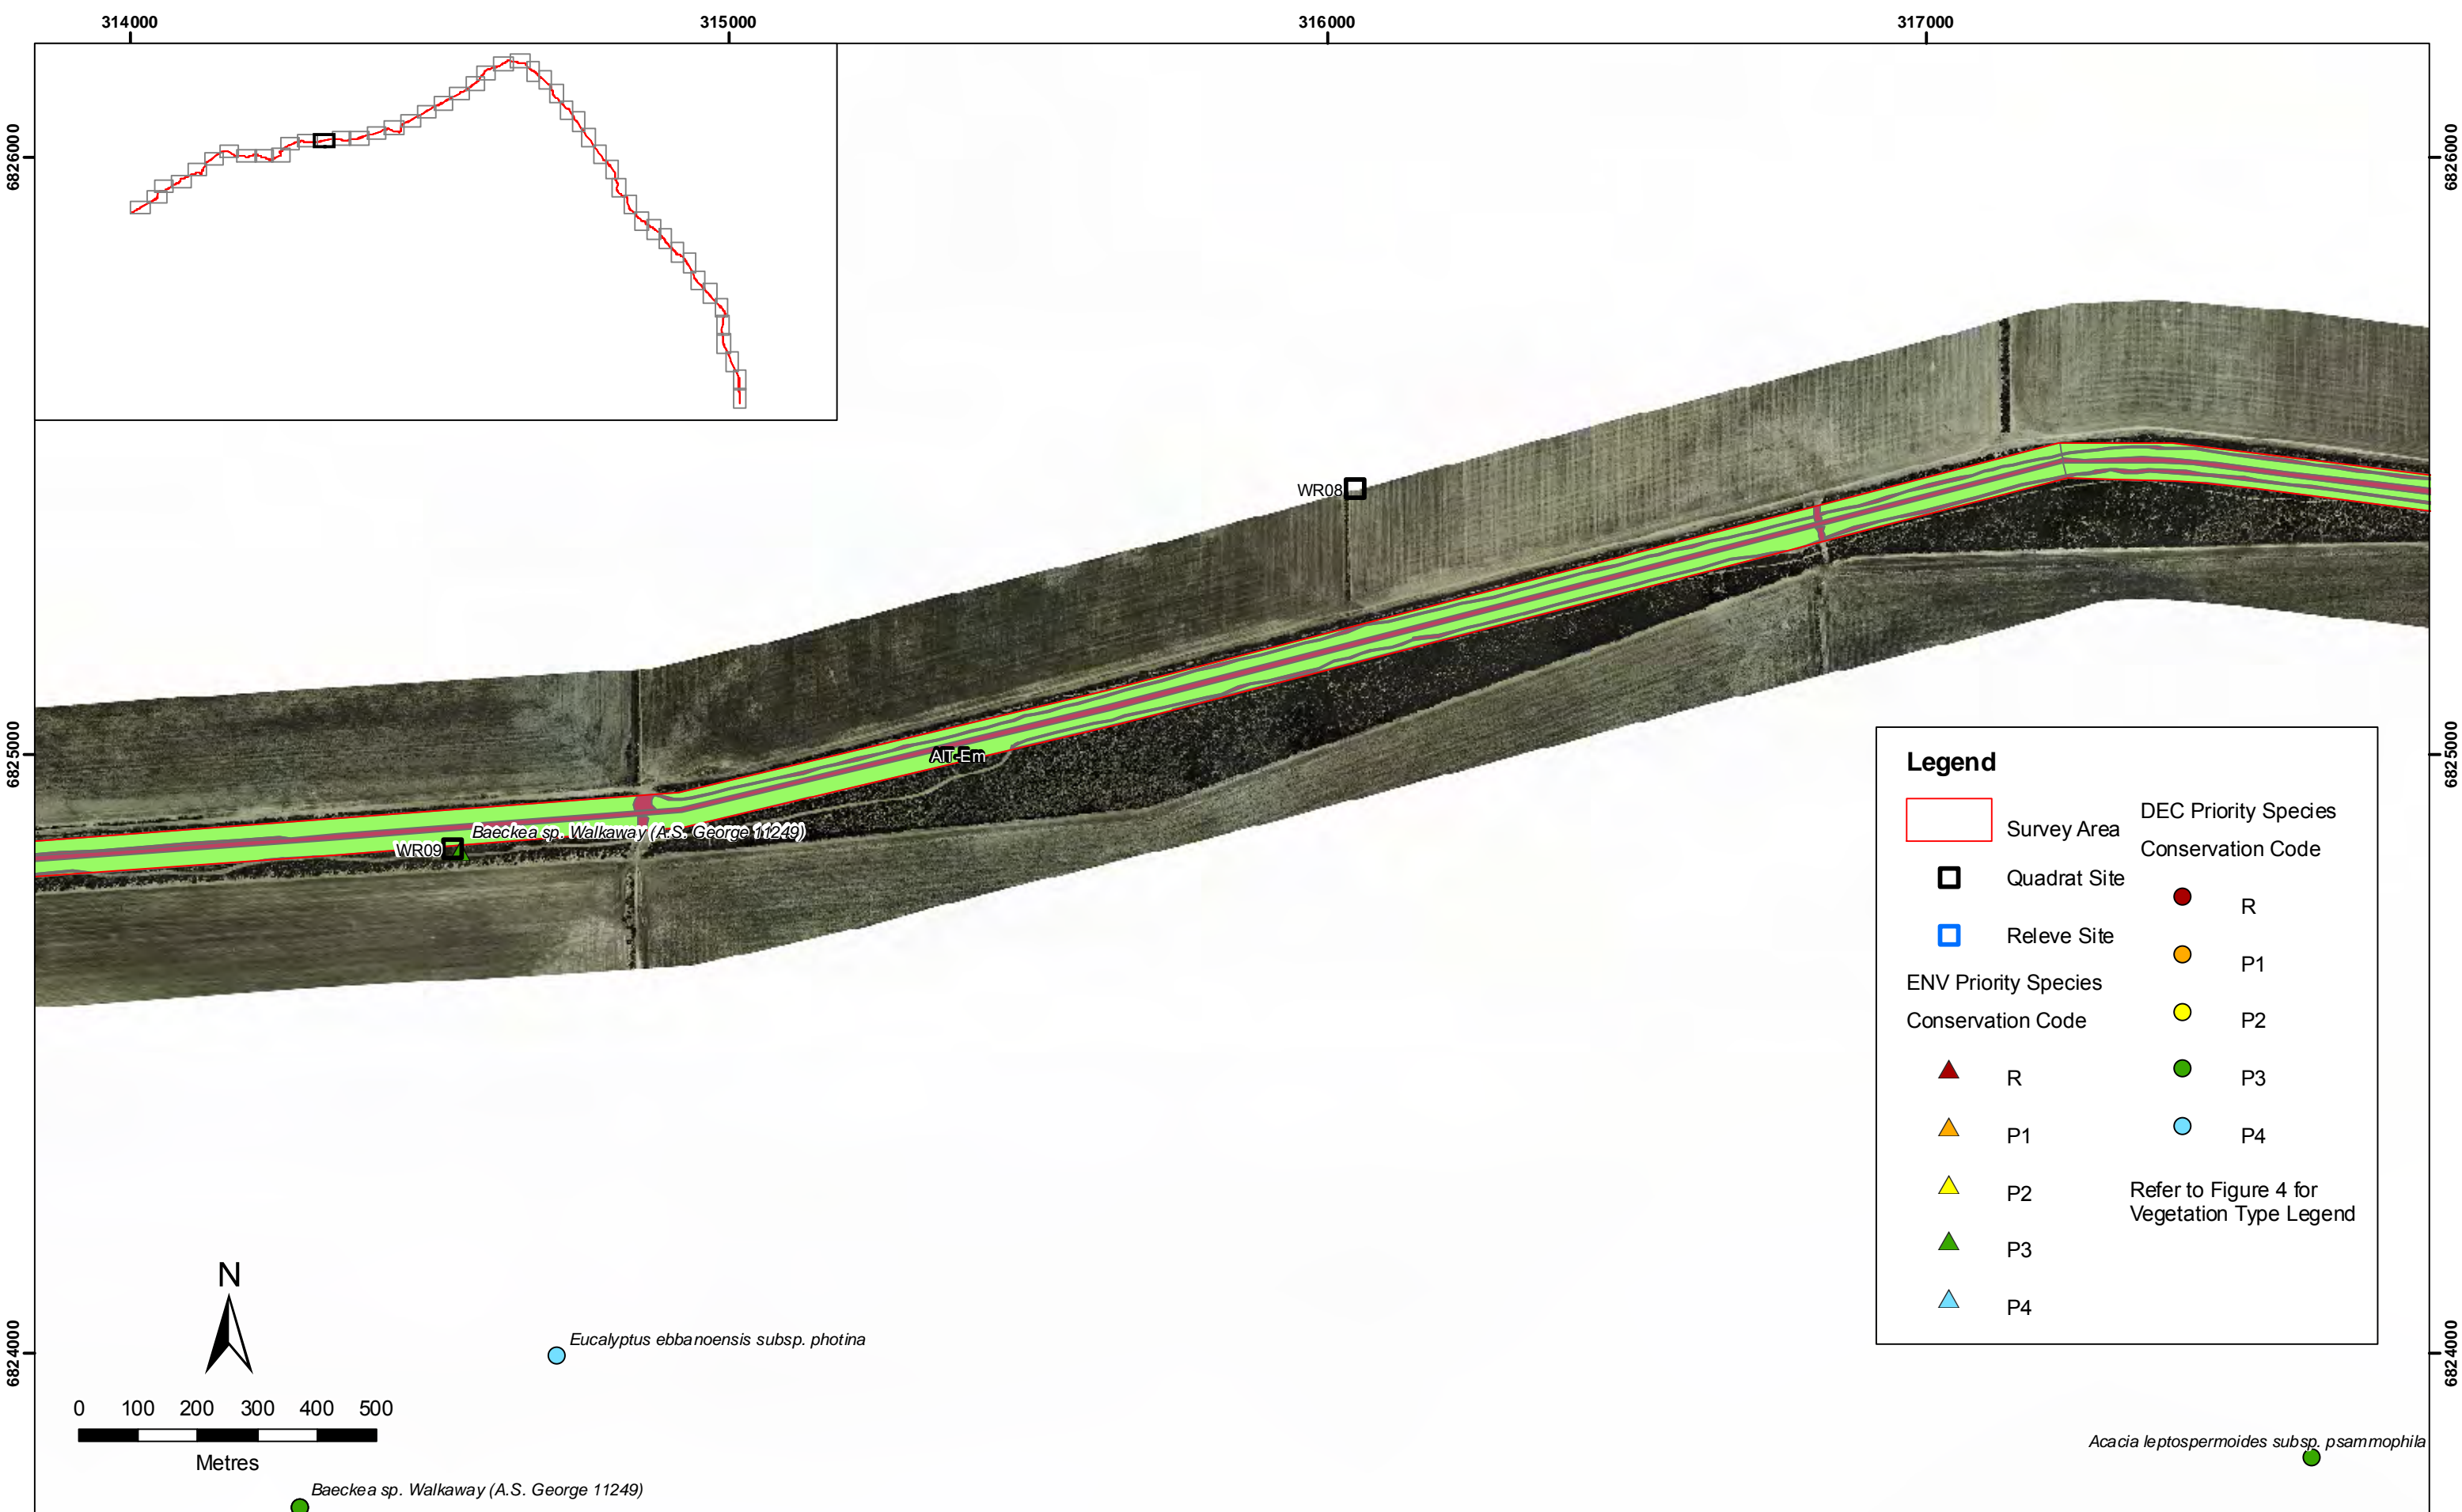 314000
315000
316000
317000
6826000
6826000
WR08
6825000
6825000
AIT-Em
Baeckea sp. Walkaway (A.S. George 11249)
WR09
Legend
Survey Area
Quadrat Site
Releve Site
ENV Priority Species
Conservation Code
R
P1
P2
P3
P4
DEC Priority Species
Conservation Code
R
P1
P2
P3
P4
Refer to Figure 4 for
Vegetation Type Legend
N
6824000
6824000
Eucalyptus ebbanoensis subsp. photina
0 100 200 300 400 500
Metres
Acacia leptospermoides subsp. psammophila
Baeckea sp. Walkaway (A.S. George 11249)